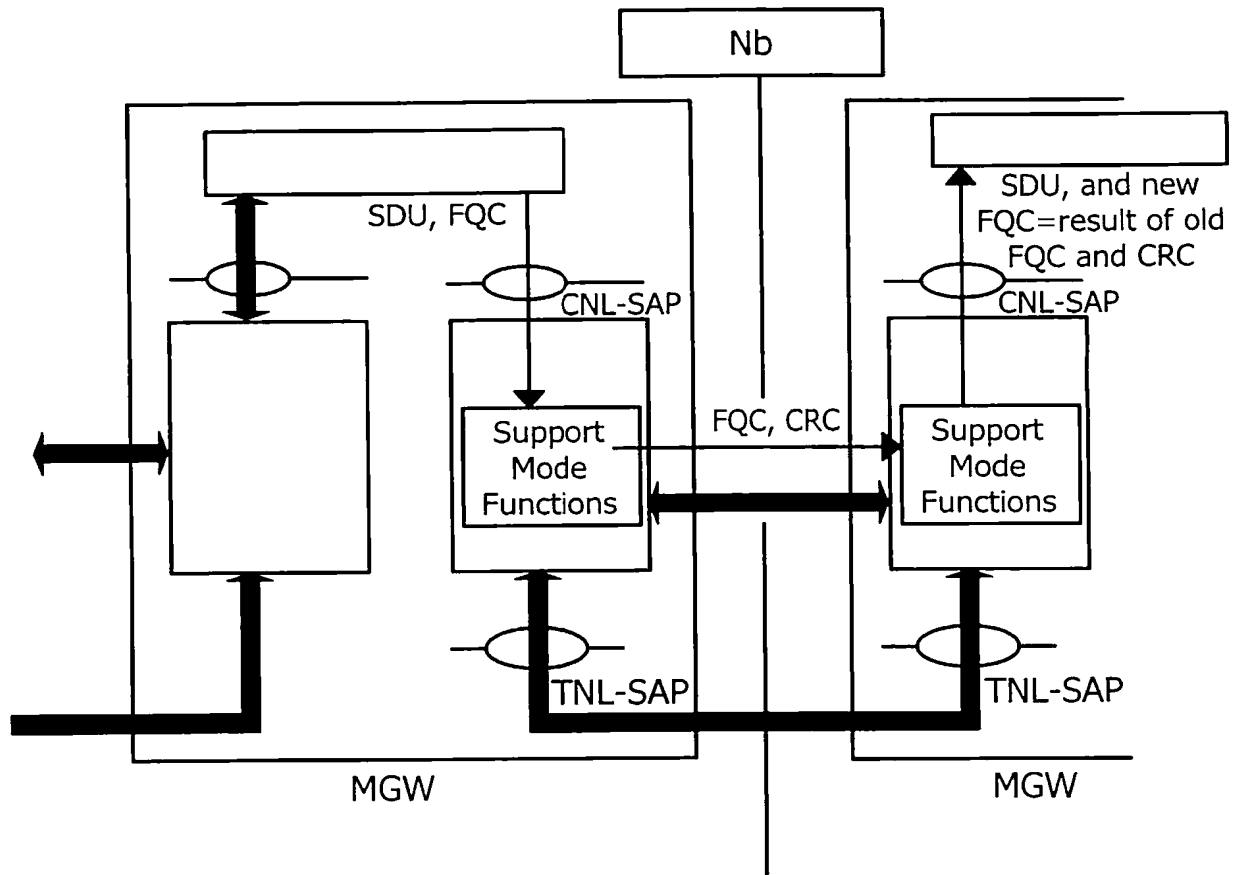 Nb
SDU, FQC
SDU, and new
FQC=result of old
FQC and CRC
CNL-SAP
CNL-SAP
FQC, CRC
Support
Mode
Functions
Support
Mode
Functions
TNL-SAP
TNL-SAP
MGW
MGW